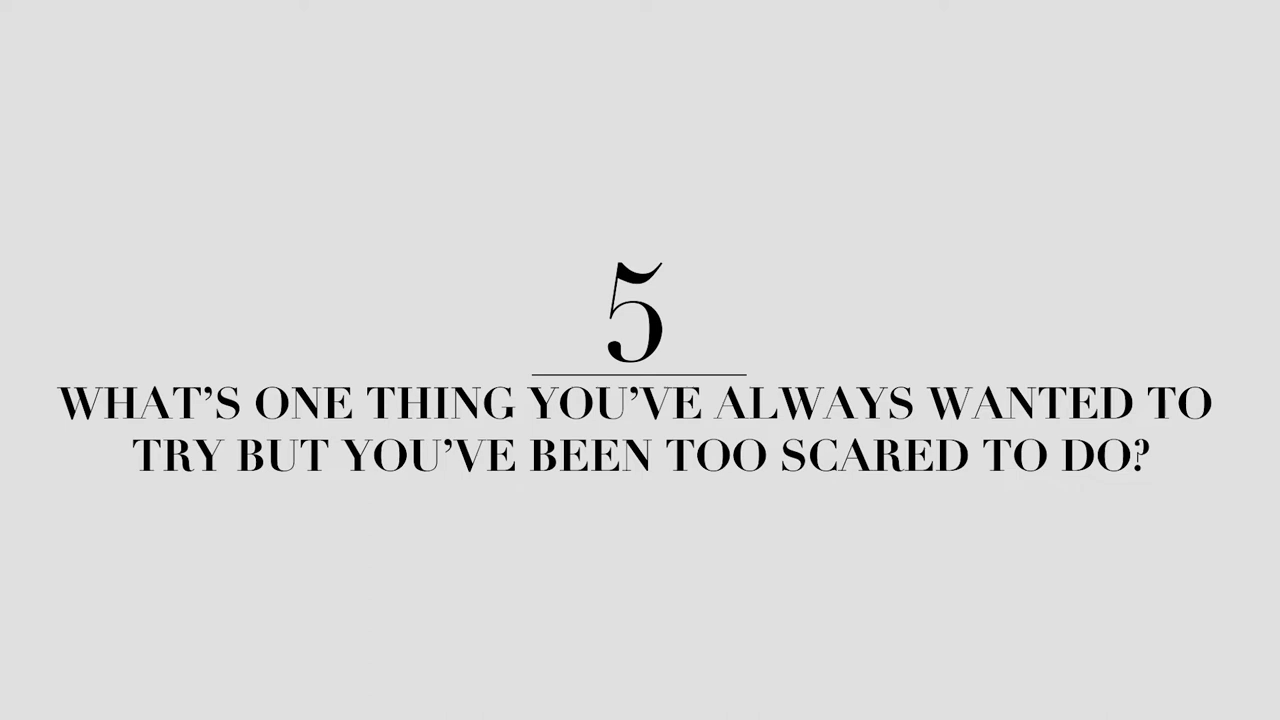 5
WHAT’S ONE THING YOU’VE ALWAYS WANTED TO
TRY BUT YOU’VE BEEN TOO SCARED TO DO?